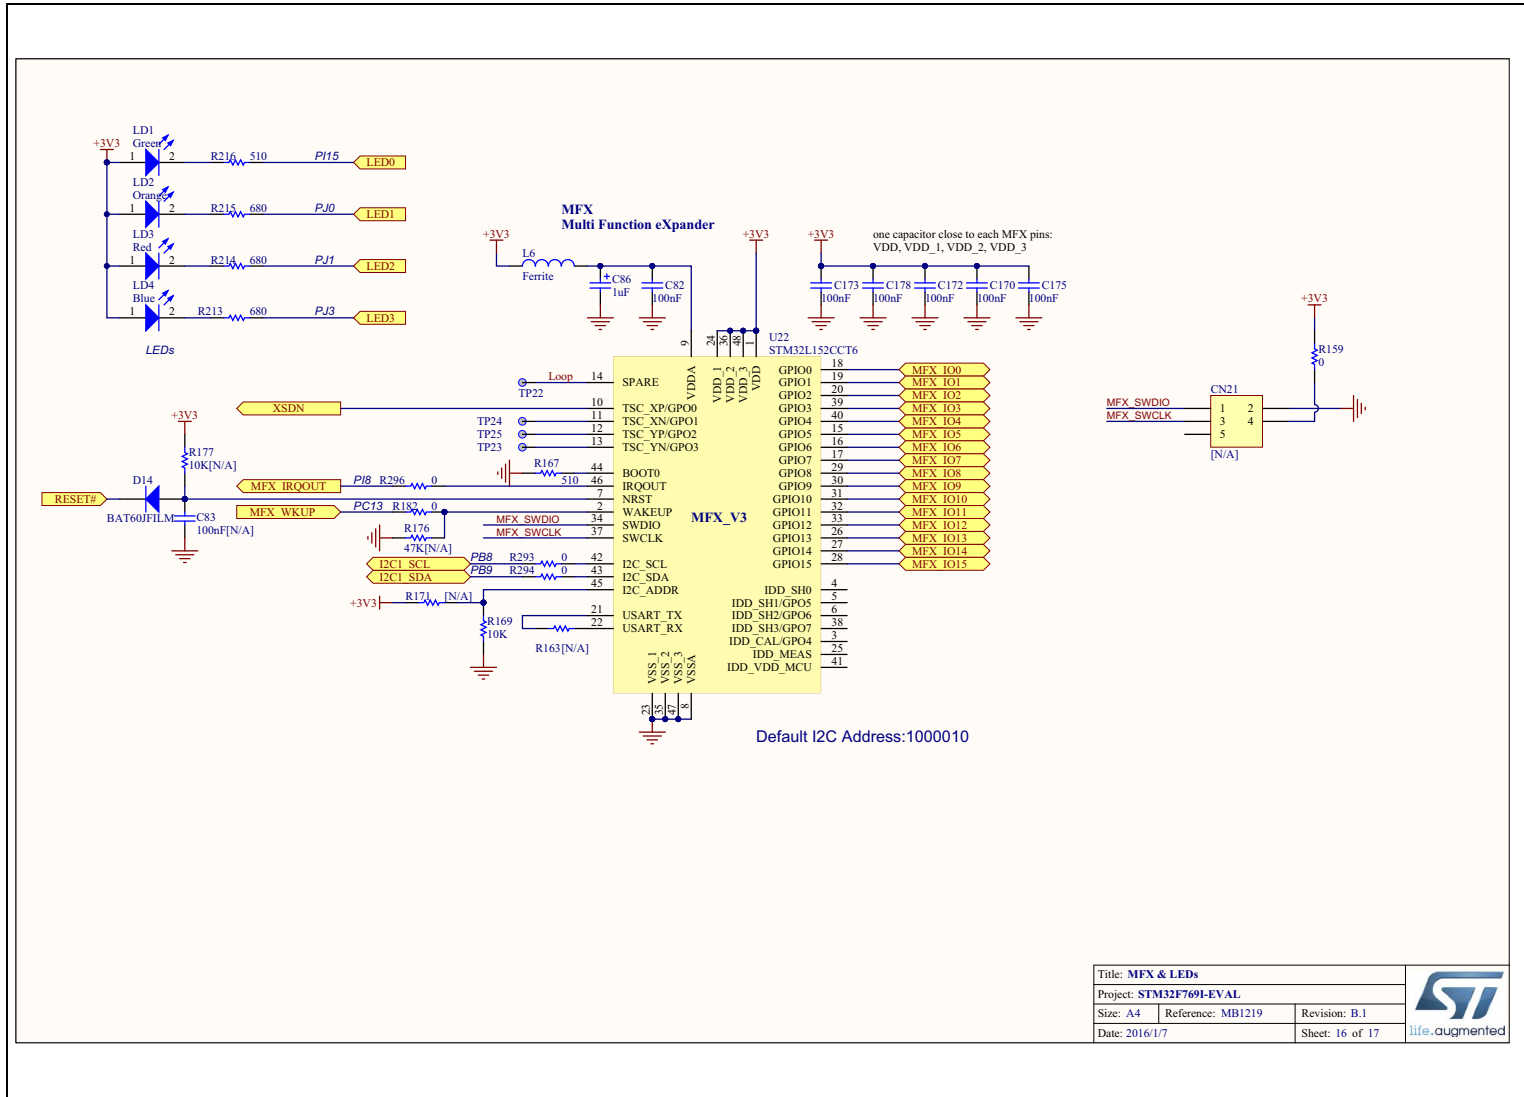 +3V3
LD1
Green
1 2 R216 510 PI15 LED0
LD2
Orange
1 2 R215 680 PJ0 LED1
LD3
Red
1 2 R214 680 PJ1 LED2
LD4
Blue
1 2 R213 680 PJ3 LED3
LEDs
MFX
Multi Function eXpander
+3V3
L6
Ferrite
+ C86
1uF
C82
100nF
+3V3
+3V3
one capacitor close to each MFX pins:
VDD, VDD_1, VDD_2, VDD_3
C173 C178 C172 C170 C175
100nF 100nF 100nF 100nF 100nF
U22
STM32L152CCT6
9 24 36 48 1
VDDA VDD_1 VDD_2 VDD_3 VDD
TP22 Loop 14 SPARE
XSDN 10 TSC_XP/GPO0
TP24 11 TSC_XN/GPO1
TP25 12 TSC_YP/GPO2
TP23 13 TSC_YN/GPO3
R167 510 44 BOOT0
MFX_IRQOUT PI8 R296 0 46 IRQOUT
+3V3
R177
10K[N/A]
RESET# D14 BAT60JFILM 7 NRST
C83
100nF[N/A]
MFX_WKUP PC13 R182 0 2 WAKEUP
R176
47K[N/A]
MFX_SWDIO 34 SWDIO
MFX_SWCLK 37 SWCLK
I2C1_SCL PB8 R293 0 42 I2C_SCL
I2C1_SDA PB9 R294 0 43 I2C_SDA
45 I2C_ADDR
+3V3 R171 [N/A]
R169
10K
21 USART_TX
22 USART_RX
R163[N/A]
MFX_V3
GPIO0 18 MFX_IO0
GPIO1 19 MFX_IO1
GPIO2 20 MFX_IO2
GPIO3 39 MFX_IO3
GPIO4 40 MFX_IO4
GPIO5 15 MFX_IO5
GPIO6 16 MFX_IO6
GPIO7 17 MFX_IO7
GPIO8 29 MFX_IO8
GPIO9 30 MFX_IO9
GPIO10 31 MFX_IO10
GPIO11 32 MFX_IO11
GPIO12 33 MFX_IO12
GPIO13 26 MFX_IO13
GPIO14 27 MFX_IO14
GPIO15 28 MFX_IO15
IDD_SH0 4
IDD_SH1/GPO5 5
IDD_SH2/GPO6 6
IDD_SH3/GPO7 38
IDD_CAL/GPO4 3
IDD_MEAS 25
IDD_VDD_MCU 41
VSS_1 VSS_2 VSS_3 VSSA
23 35 47 8
Default I2C Address:1000010
+3V3
R159
0
CN21
MFX_SWDIO 1 2
MFX_SWCLK 3 4
5
[N/A]
Title: MFX & LEDs
Project: STM32F769I-EVAL
Size: A4 Reference: MB1219 Revision: B.1
Date: 2016/1/7 Sheet: 16 of 17
ST
life.augmented